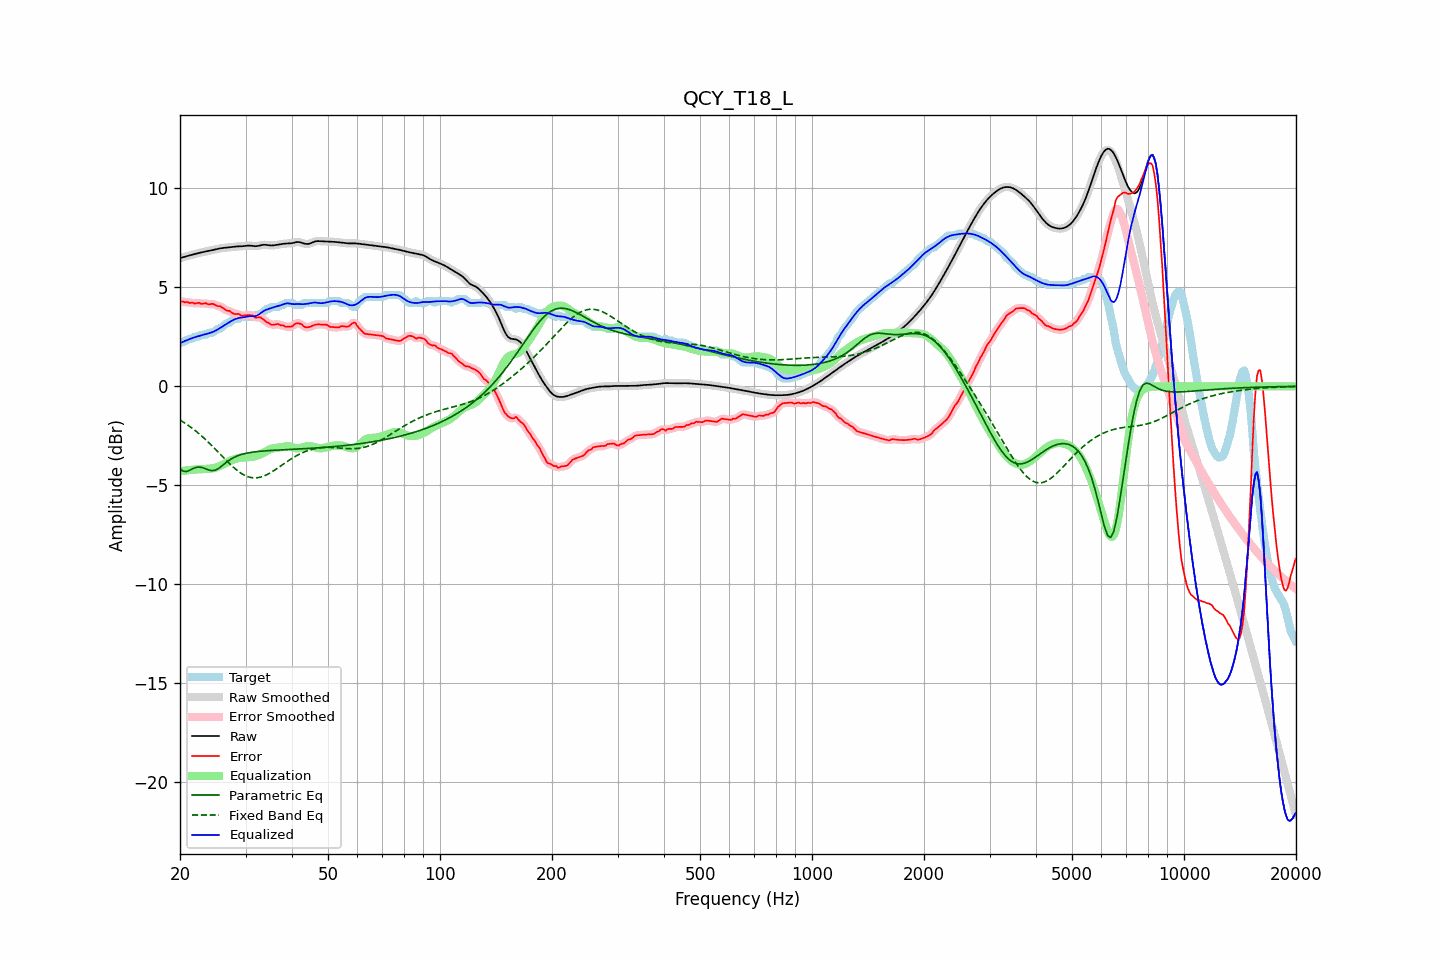 QCY_T18_L
10
5
0
−5
−10
−15
−20
Amplitude (dBr)
Target
Raw Smoothed
Error Smoothed
Raw
Error
Equalization
Parametric Eq
Fixed Band Eq
Equalized
20 50 100 200 500 1000 2000 5000 10000 20000
Frequency (Hz)